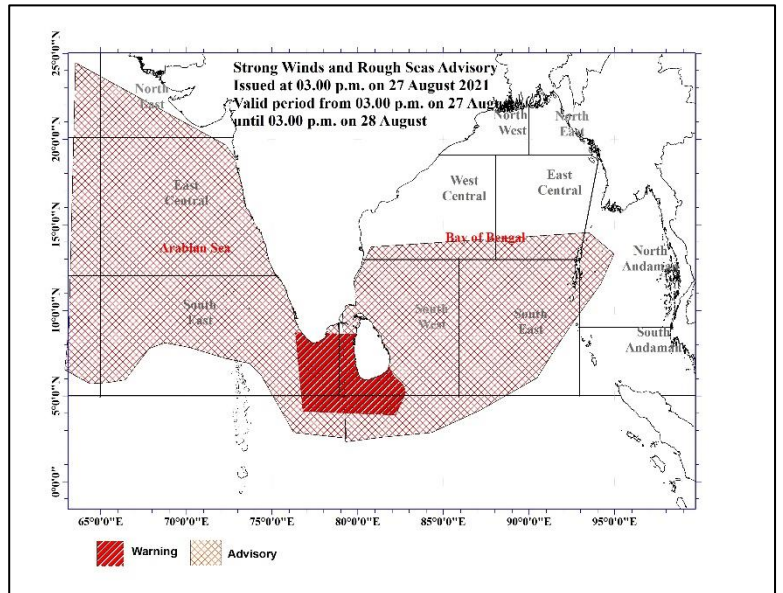 Strong Winds and Rough Seas Advisory
Issued at 03.00 p.m. on 27 August 2021
Valid period from 03.00 p.m. on 27 August
until 03.00 p.m. on 28 August
North
East
North
West
North
East
East
Central
West
Central
East
Central
Arabian Sea
Bay of Bengal
North
Andaman
South
East
South
West
South
East
South
Andaman
25°0'0"N
20°0'0"N
15°0'0"N
10°0'0"N
5°0'0"N
0°0'0"
65°0'0"E
70°0'0"E
75°0'0"E
80°0'0"E
85°0'0"E
90°0'0"E
95°0'0"E
Warning
Advisory